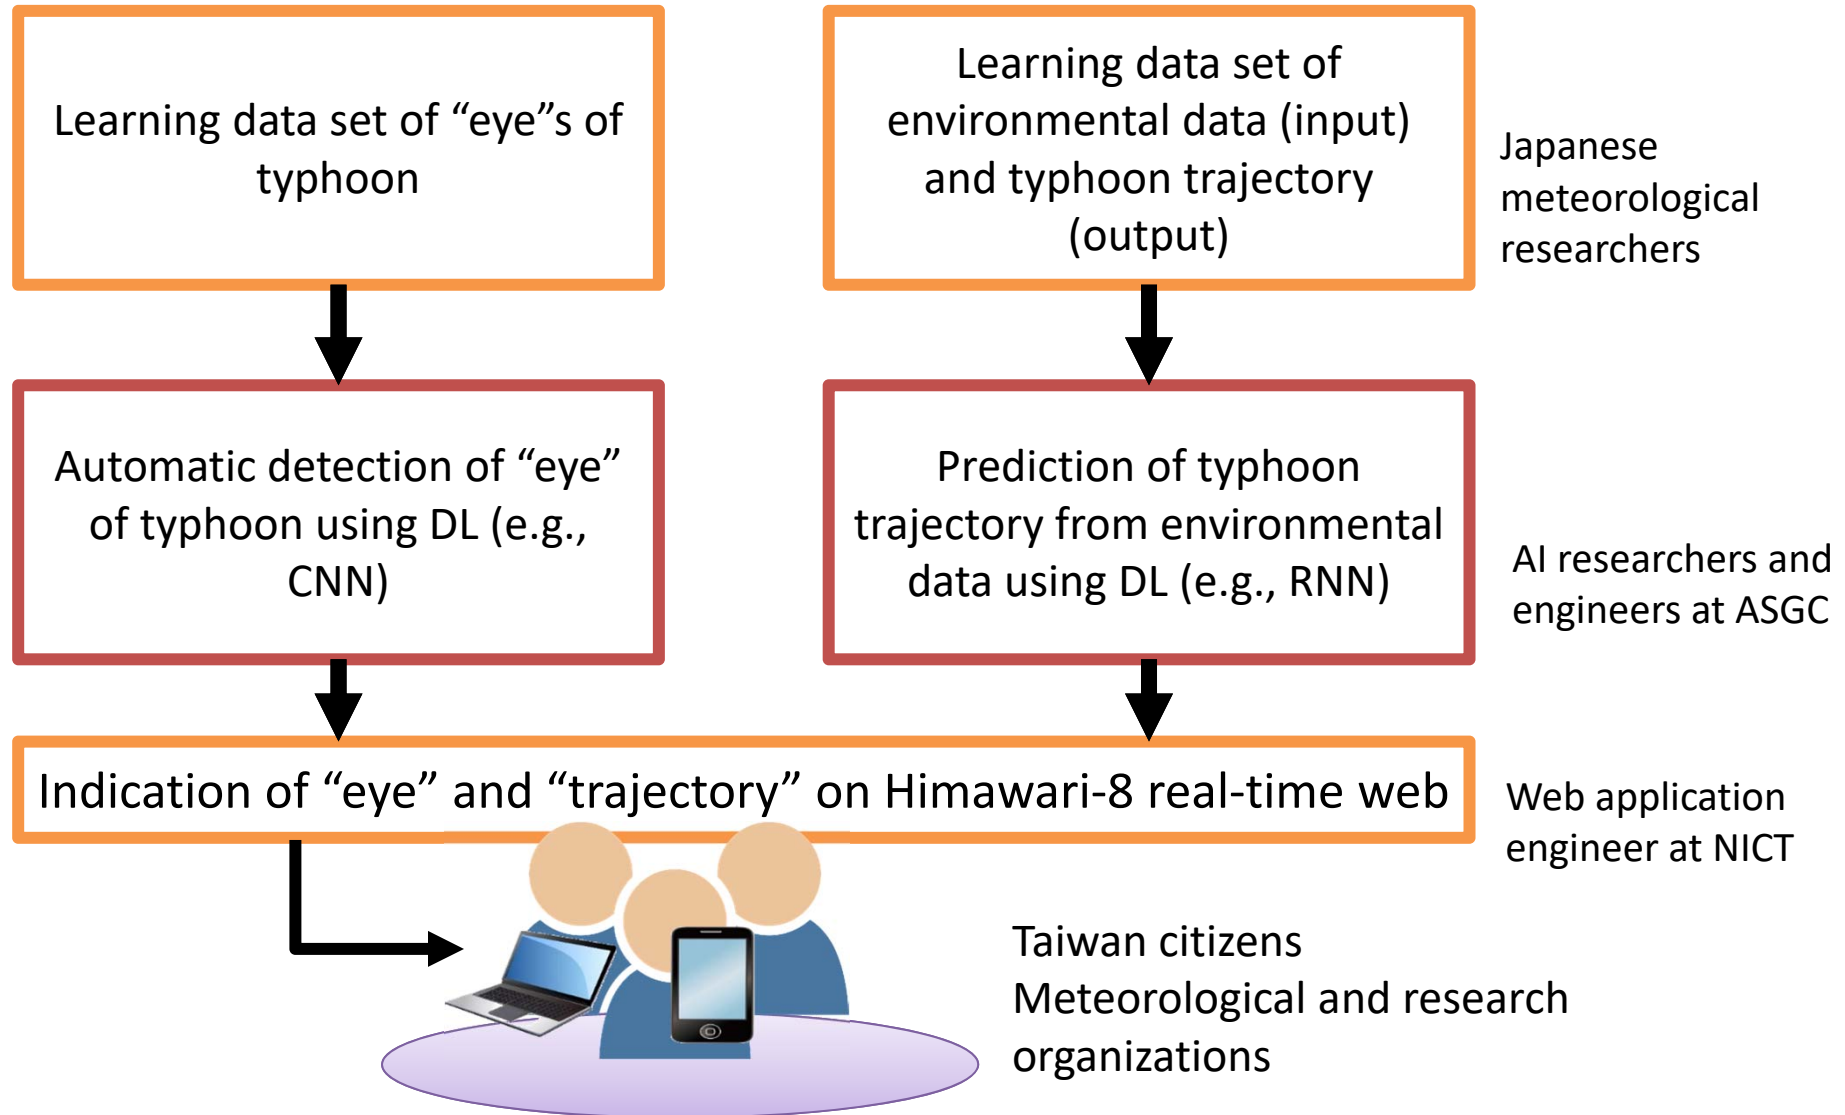 Learning data set of “eye”s of
typhoon
Learning data set of
environmental data (input)
and typhoon trajectory
(output)
Japanese
meteorological
researchers
Automatic detection of “eye”
of typhoon using DL (e.g.,
CNN)
Prediction of typhoon
trajectory from environmental
data using DL (e.g., RNN)
AI researchers and
engineers at ASGC
Indication of “eye” and “trajectory” on Himawari-8 real-time web
Web application
engineer at NICT
Taiwan citizens
Meteorological and research
organizations